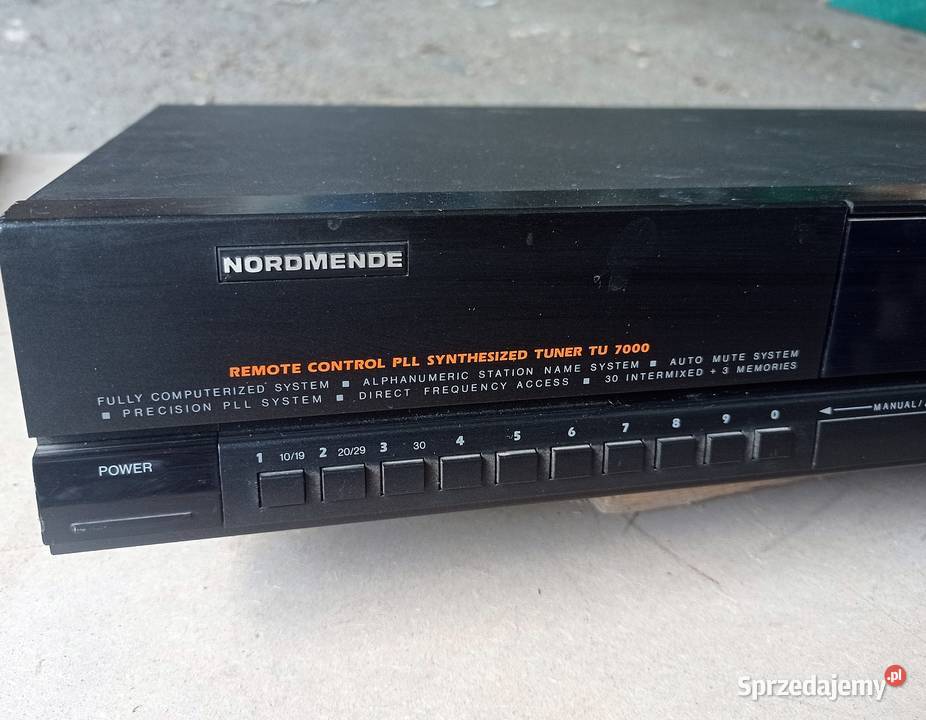 NORDMENDE
REMOTE CONTROL PLL SYNTHESIZED TUNER TU 7000
FULLY COMPUTERIZED SYSTEM ■ ALPHANUMERIC STATION NAME SYSTEM ■ AUTO MUTE SYSTEM
■ PRECISION PLL SYSTEM ■ DIRECT FREQUENCY ACCESS ■ 30 INTERMIXED + 3 MEMORIES
POWER
1 10/19 2 20/29 3 30 4 5 6 7 8 9 0
MANUAL/
Sprzedajemy.pl